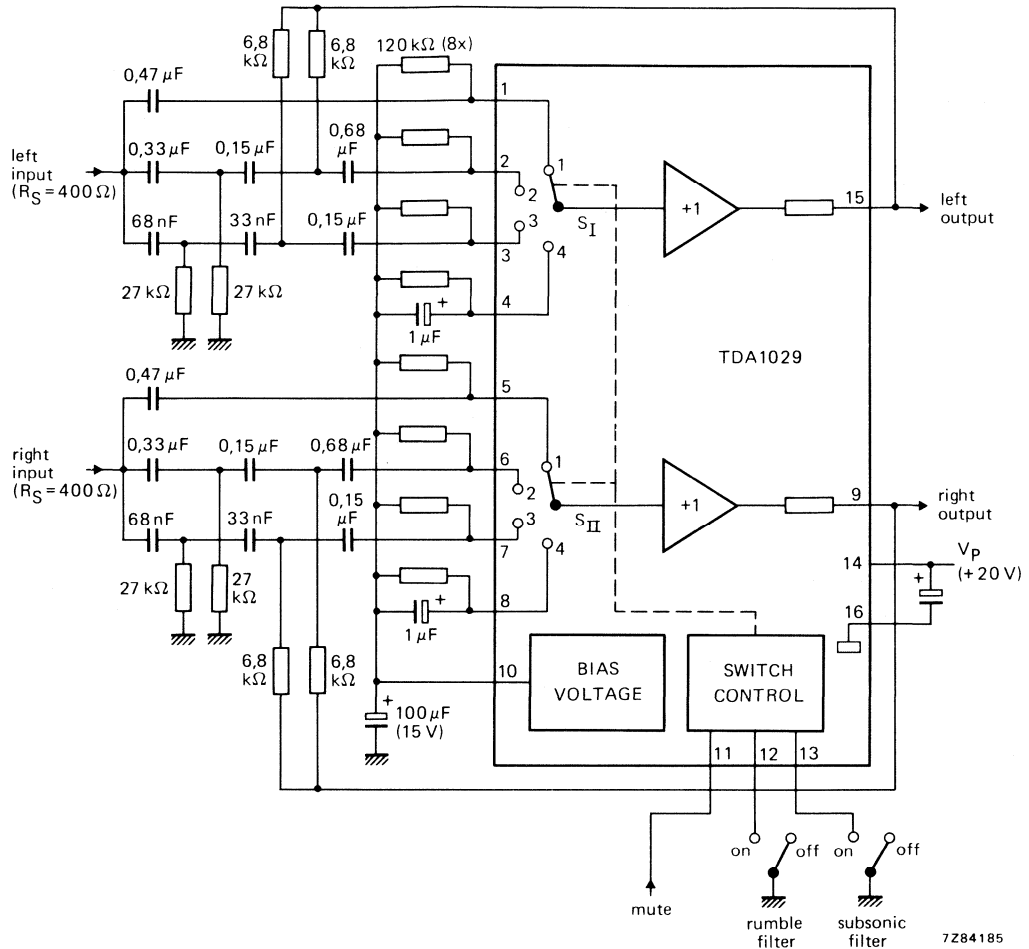 6,8 kΩ
6,8 kΩ
120 kΩ (8x)
0,47 μF
1
0,68 μF
0,33 μF
0,15 μF
2
1
left input (RS = 400 Ω)
2
15
left output
+1
68 nF
33 nF
0,15 μF
3
SI
4
3
27 kΩ
27 kΩ
4
+
1 μF
TDA1029
0,47 μF
5
right input (RS = 400 Ω)
0,33 μF
0,15 μF
0,68 μF
6
1
2
9
right output
+1
68 nF
33 nF
0,15 μF
3
SII
7
4
14
VP (+20 V)
+
27 kΩ
27 kΩ
8
+
1 μF
16
6,8 kΩ
6,8 kΩ
10
BIAS VOLTAGE
SWITCH CONTROL
+
100 μF (15 V)
11
12
13
on
off
on
off
mute
rumble filter
subsonic filter
7Z84185